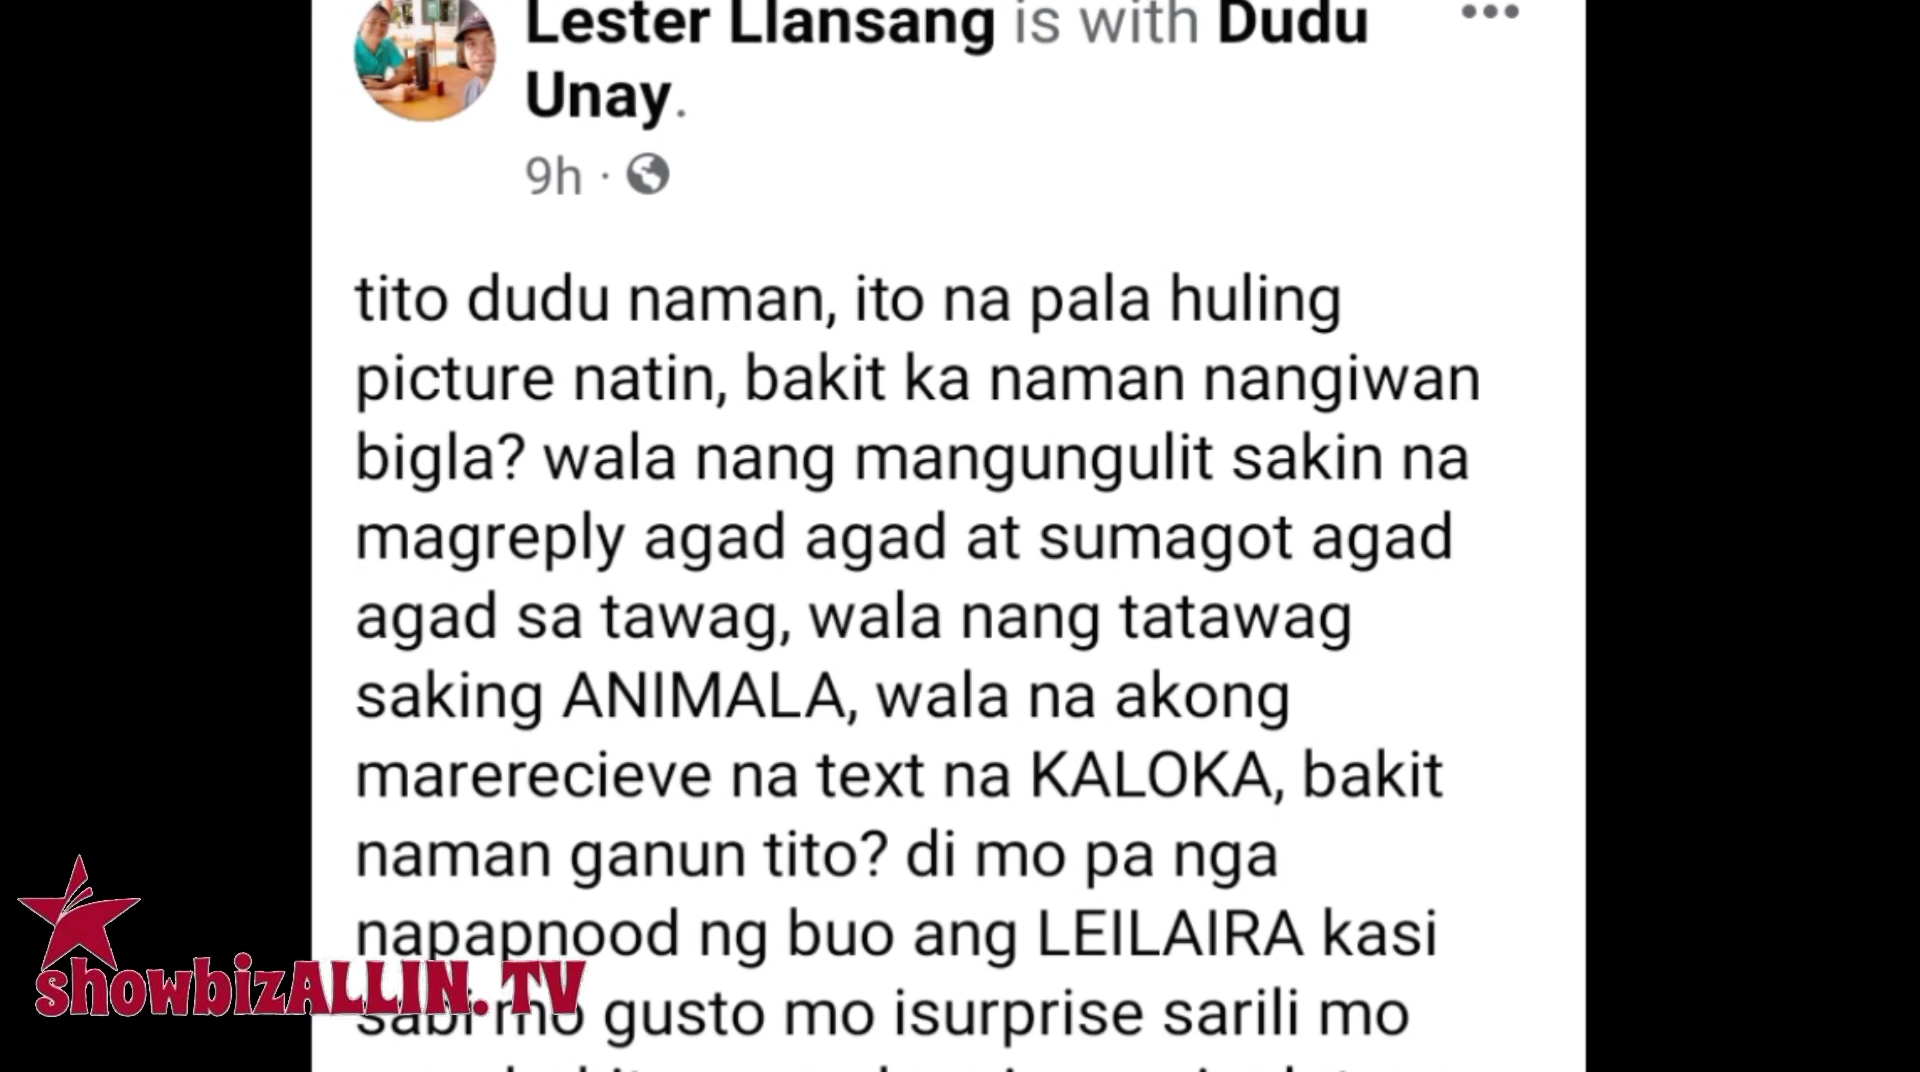 Lester Llansang is with Dudu
Unay.
9h ·
tito dudu naman, ito na pala huling
picture natin, bakit ka naman nangiwan
bigla? wala nang mangungulit sakin na
magreply agad agad at sumagot agad
agad sa tawag, wala nang tatawag
saking ANIMALA, wala na akong
marerecieve na text na KALOKA, bakit
naman ganun tito? di mo pa nga
napapnood ng buo ang LEILAIRA kasi
sabi mo gusto mo isurprise sarili mo
showbizALLIN.TV